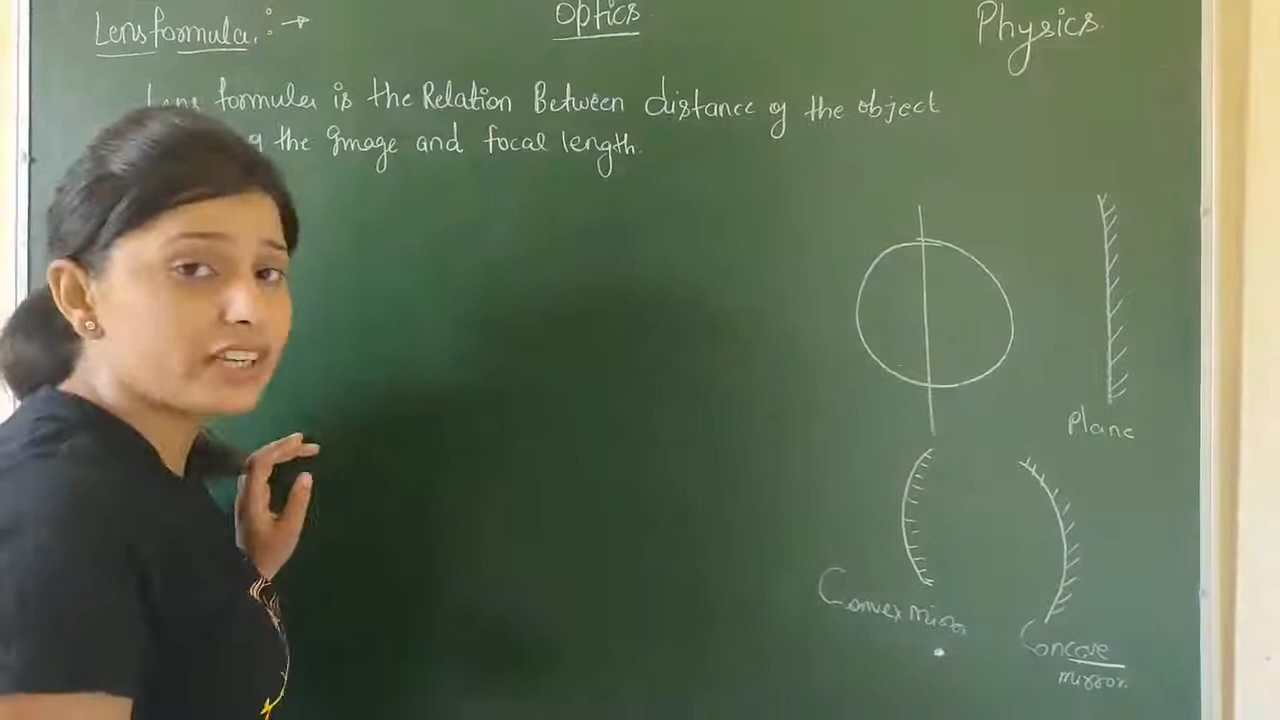 Lens formula :→
Optics
Physics
Lens formula is the Relation Between distance of the object
the Image and focal length.
Plane
Convex mirror
Concave
mirror